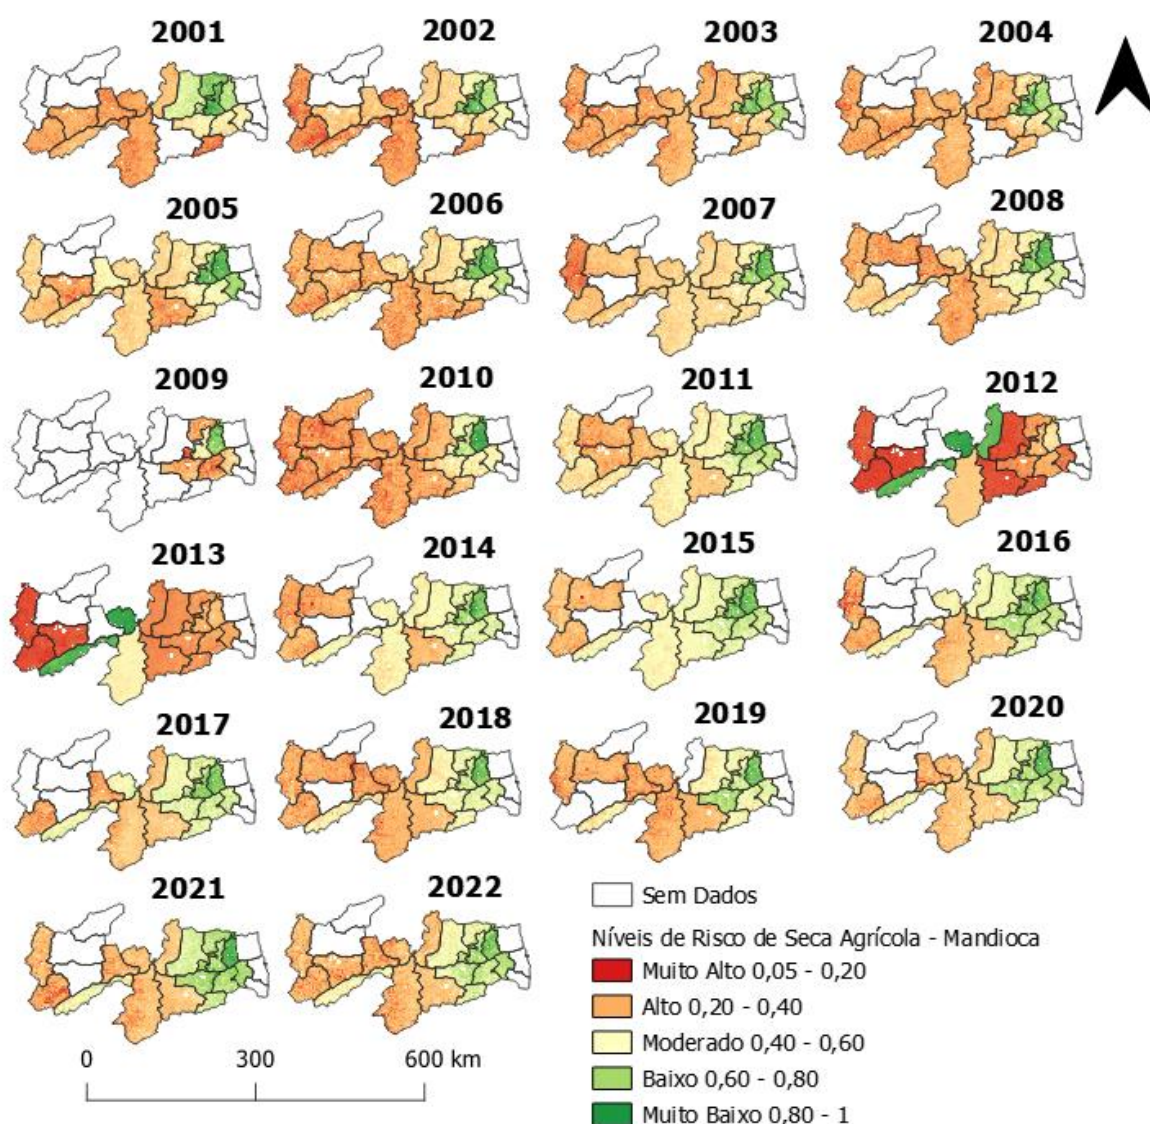 2001
2002
2003
2004
2005
2006
2007
2008
2009
2010
2011
2012
2013
2014
2015
2016
2017
2018
2019
2020
2021
2022
Sem Dados
Níveis de Risco de Seca Agrícola - Mandioca
Muito Alto 0,05 - 0,20
Alto 0,20 - 0,40
Moderado 0,40 - 0,60
Baixo 0,60 - 0,80
Muito Baixo 0,80 - 1
0 300 600 km